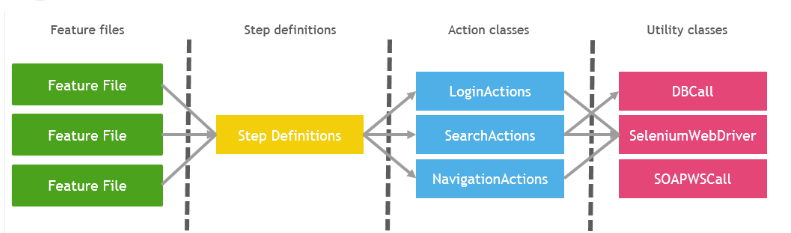 Feature files
Step definitions
Action classes
Utility classes
Feature File
Feature File
Feature File
Step Definitions
LoginActions
SearchActions
NavigationActions
DBCall
SeleniumWebDriver
SOAPWSCall